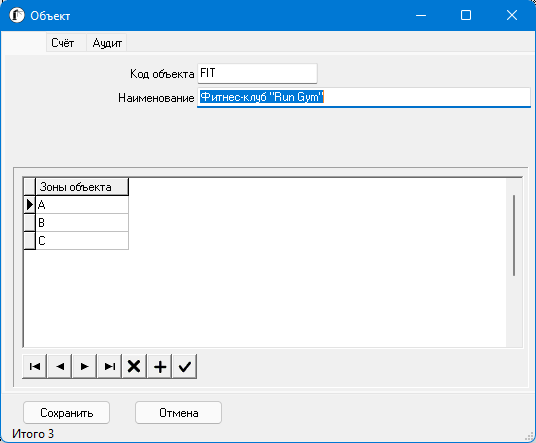 Объект
Счёт Аудит
Код объекта FIT
Наименование Фитнес-клуб "Run Gym"
Зоны объекта
A
B
C
Сохранить Отмена
Итого 3